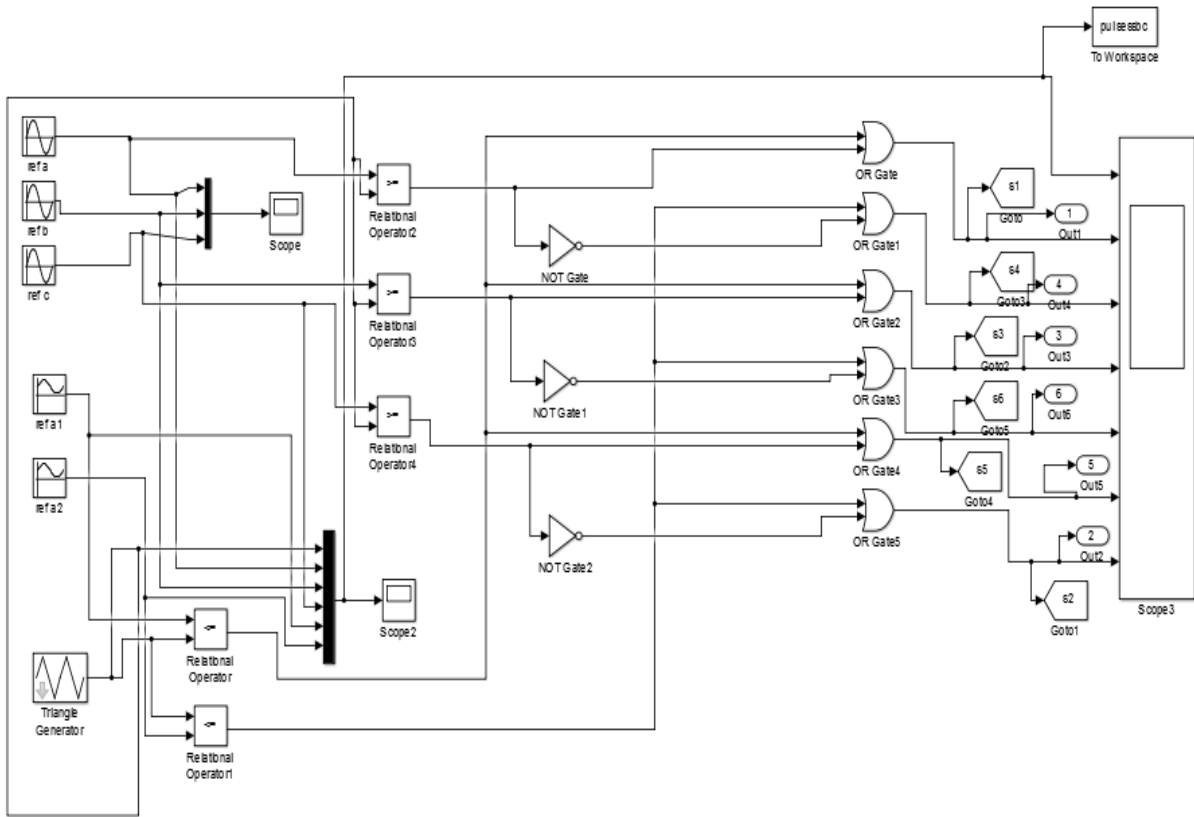 pulsesabc
To Workspace
ref a
ref b
ref c
Scope
>=
Relational
Operator2
NOT Gate
OR Gate
s1
Goto
1
Out1
OR Gate1
s4
Goto3
4
Out4
>=
Relational
Operator3
NOT Gate1
OR Gate2
s3
Goto2
3
Out3
OR Gate3
s6
Goto5
6
Out6
>=
Relational
Operator4
NOT Gate2
OR Gate4
s5
Goto4
5
Out5
OR Gate5
2
Out2
s2
Goto1
Scope3
ref a1
ref a2
Scope2
<=
Relational
Operator
Triangle
Generator
<=
Relational
Operator1